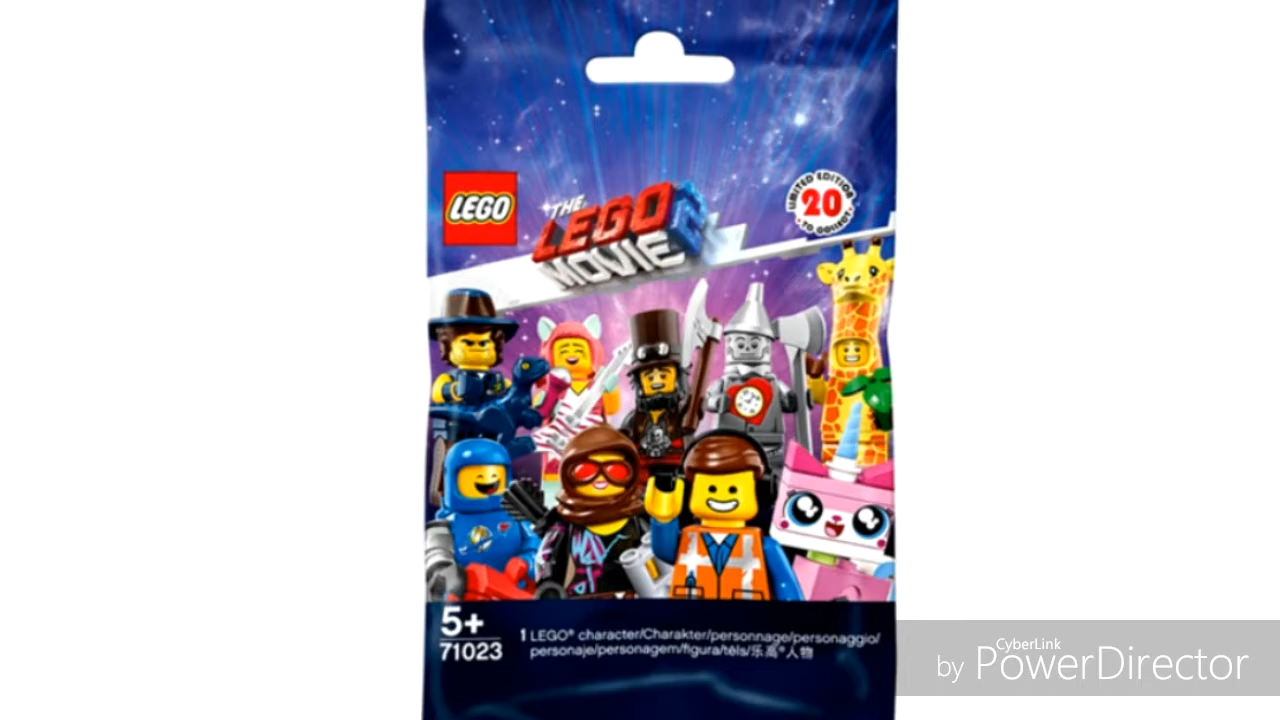 LEGO
THE
LEGO
MOVIE 2
LIMITED EDITION
20
TO COLLECT
5+
71023
1 LEGO® character/Charakter/personnage/personaggio/
personaje/personagem/figura/tēls/乐高®人物
CyberLink
by PowerDirector